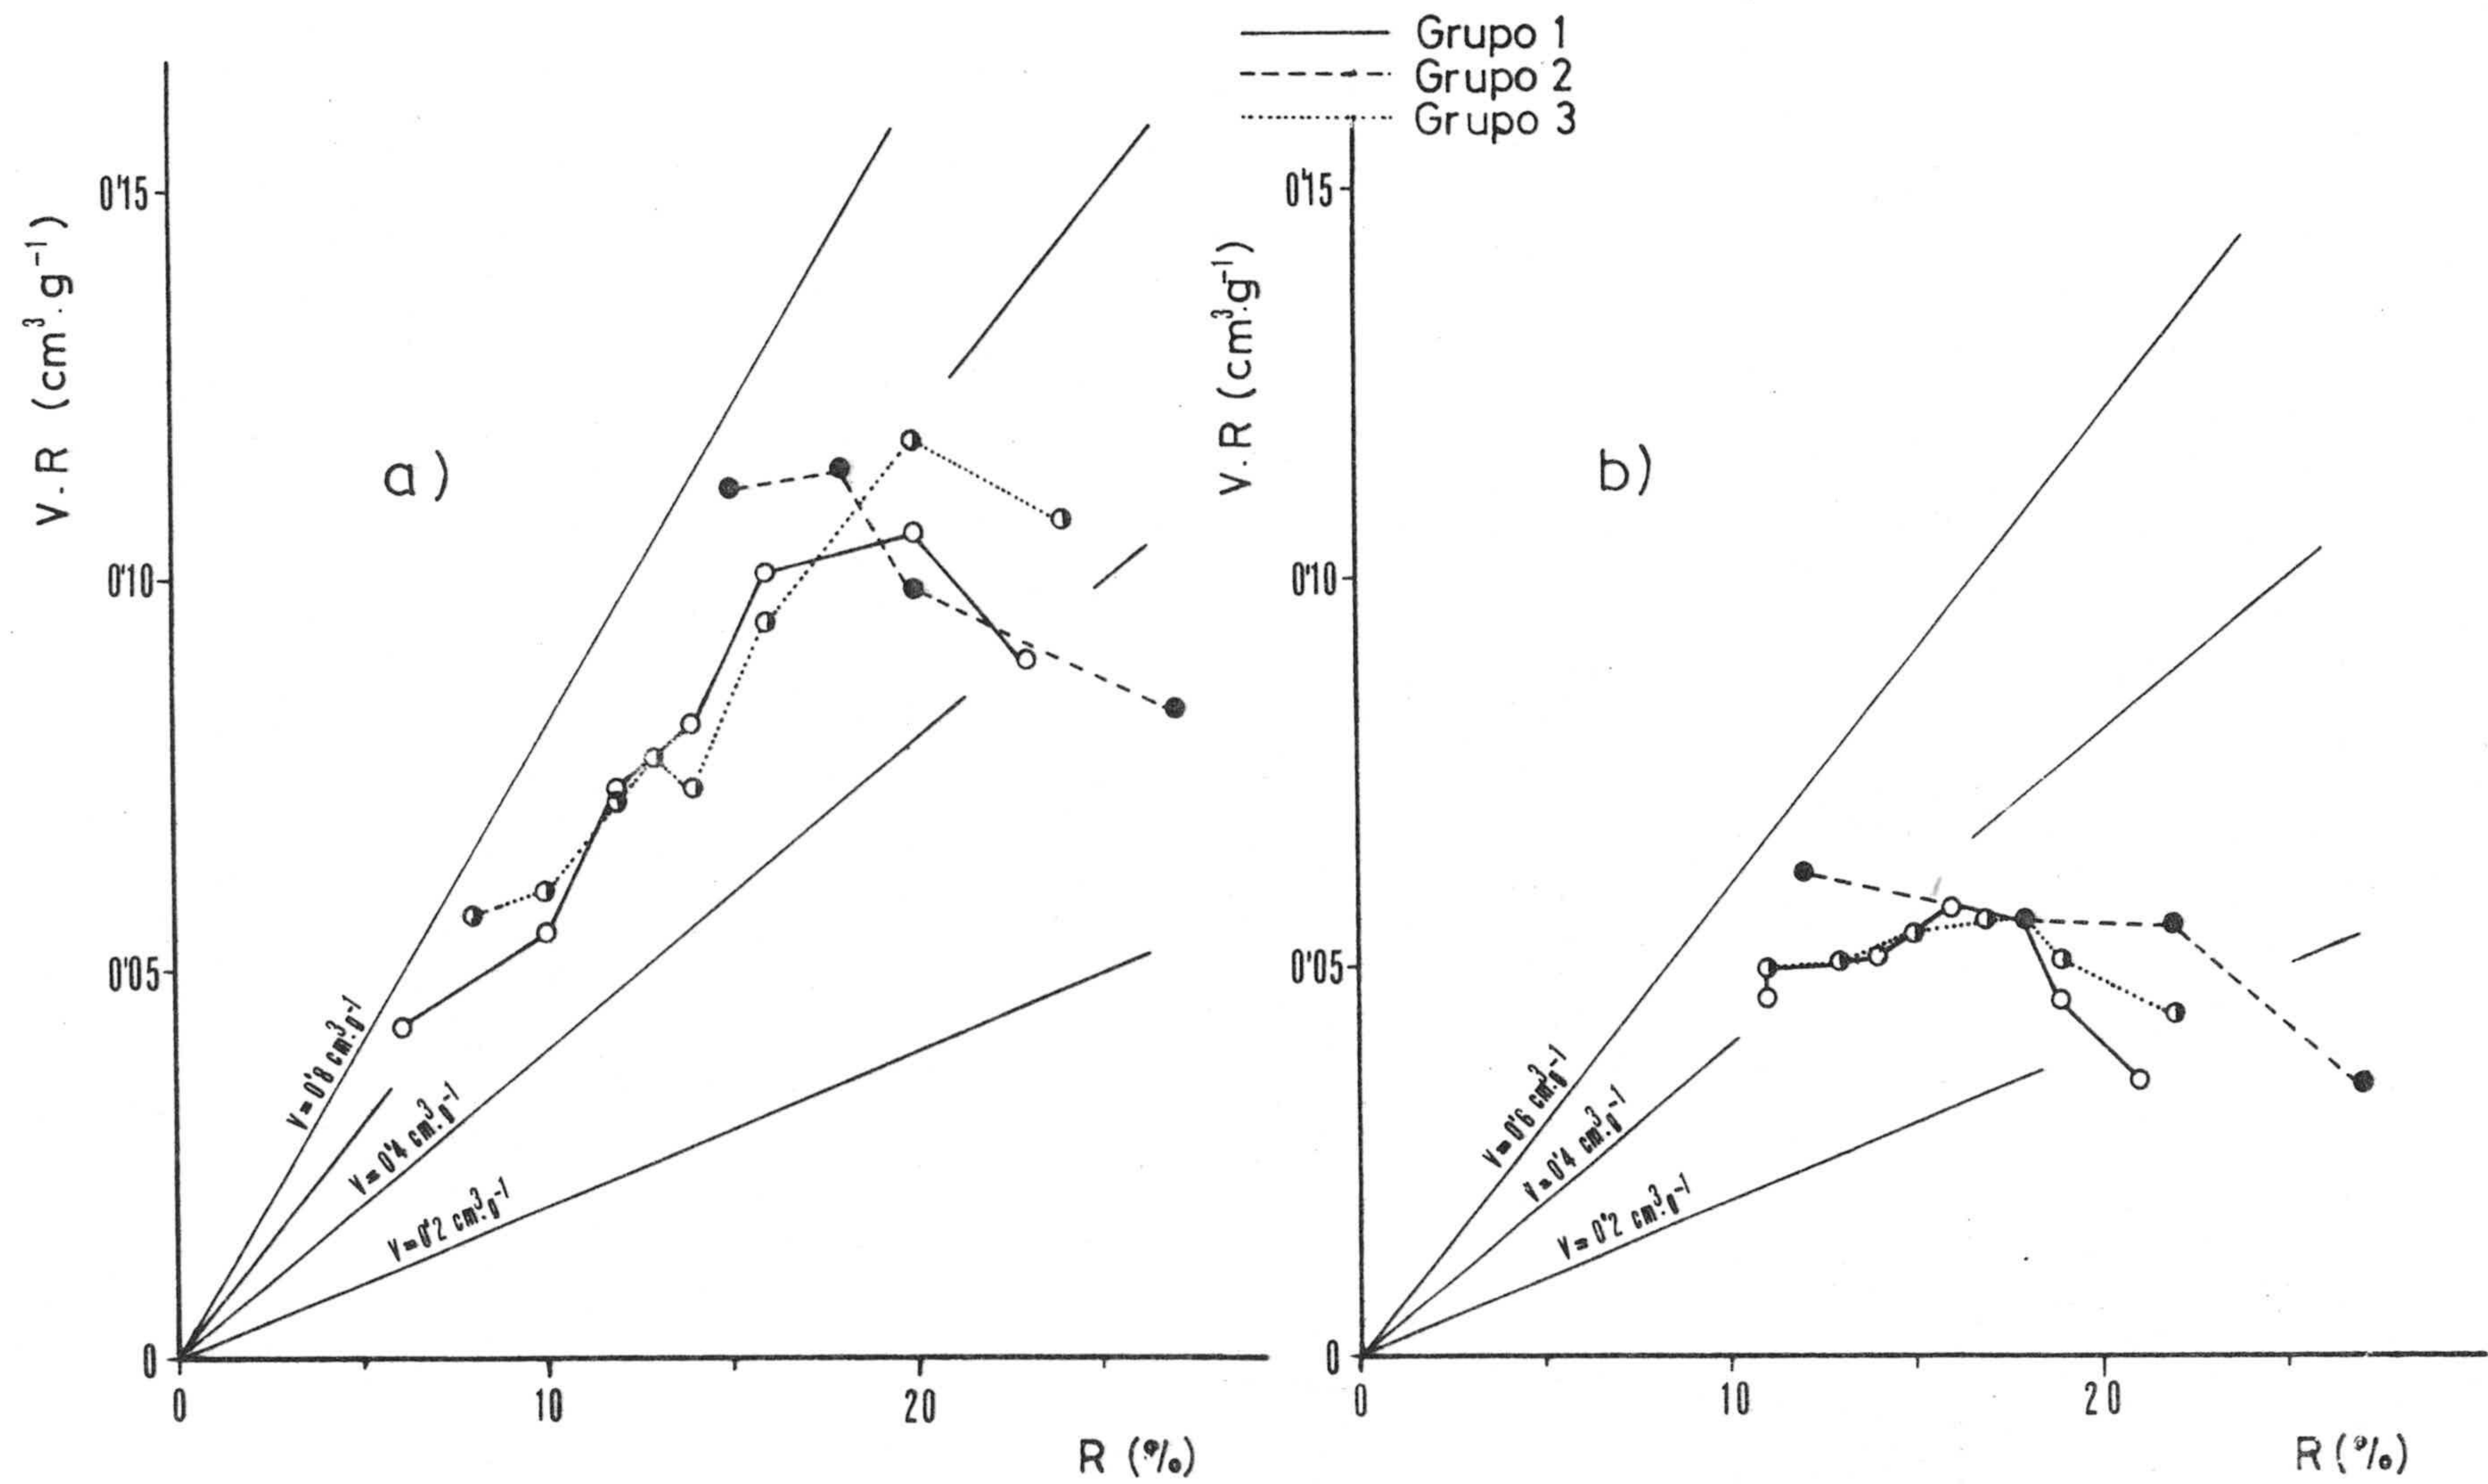 Grupo 1
Grupo 2
Grupo 3
V.R (cm³.g⁻¹)
0'15
0'10
0'05
0
a)
V=0'8 cm³.g⁻¹
V=0'4 cm³.g⁻¹
V=0'2 cm³.g⁻¹
0
10
20
R (%)
V.R (cm³.g⁻¹)
0'15
0'10
0'05
0
b)
V=0'6 cm³.g⁻¹
V=0'4 cm³.g⁻¹
V=0'2 cm³.g⁻¹
0
10
20
R (%)